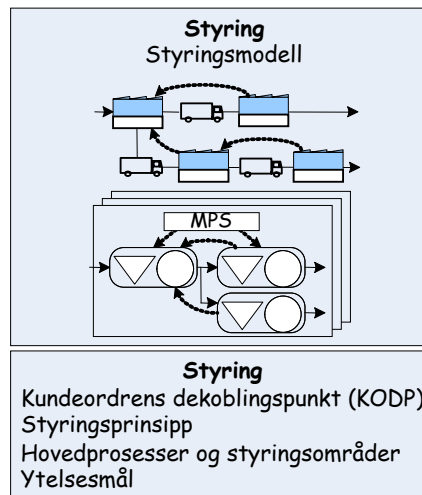 Styring
Styringsmodell
MPS
Styring
Kundeordrens dekoblingspunkt (KODP)
Styringsprinsipp
Hovedprosesser og styringsområder
Ytelsesmål